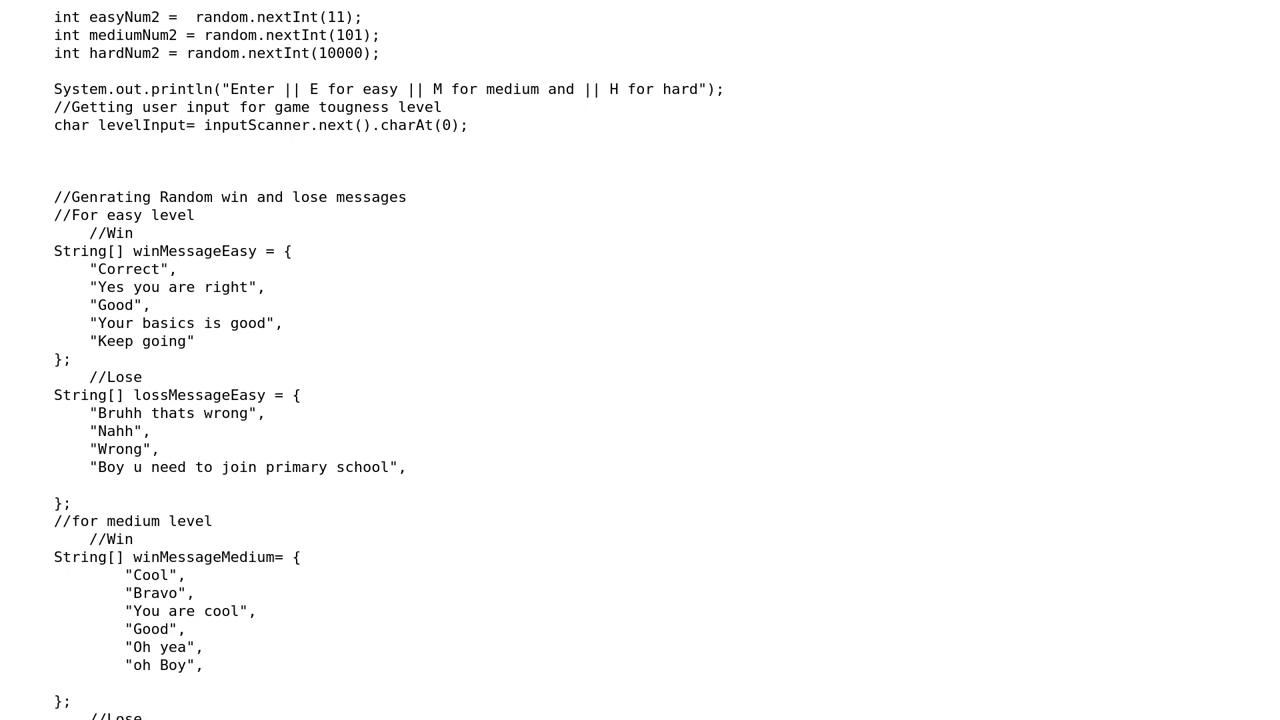 int easyNum2 =  random.nextInt(11);
int mediumNum2 = random.nextInt(101);
int hardNum2 = random.nextInt(10000);
System.out.println("Enter || E for easy || M for medium and || H for hard");
//Getting user input for game tougness level
char levelInput= inputScanner.next().charAt(0);
//Genrating Random win and lose messages
//For easy level
    //Win
String[] winMessageEasy = {
    "Correct",
    "Yes you are right",
    "Good",
    "Your basics is good",
    "Keep going"
};
    //Lose
String[] lossMessageEasy = {
    "Bruhh thats wrong",
    "Nahh",
    "Wrong",
    "Boy u need to join primary school",
};
//for medium level
    //Win
String[] winMessageMedium= {
        "Cool",
        "Bravo",
        "You are cool",
        "Good",
        "Oh yea",
        "oh Boy",
};
    //Lose